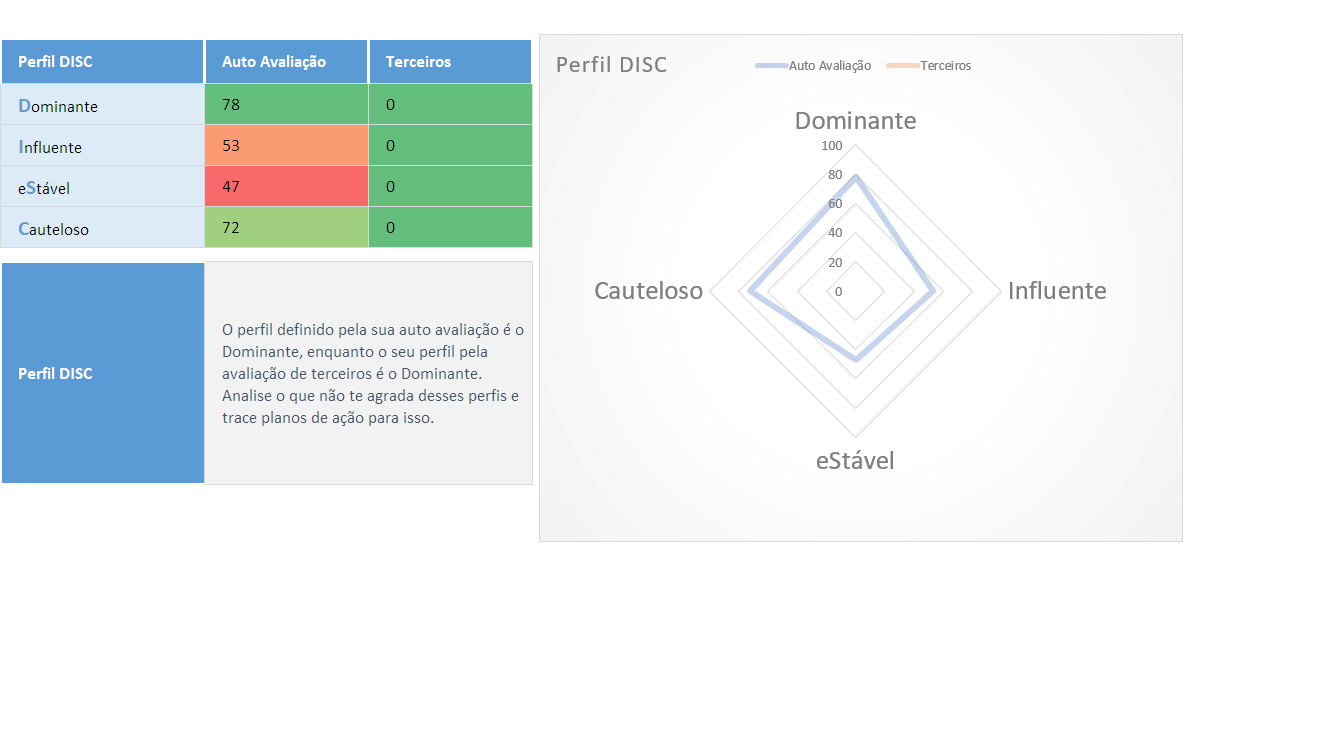 Perfil DISC Auto Avaliação Terceiros
Dominante 78 0
Influente 53 0
eStável 47 0
Cauteloso 72 0
Perfil DISC
O perfil definido pela sua auto avaliação é o
Dominante, enquanto o seu perfil pela
avaliação de terceiros é o Dominante.
Analise o que não te agrada desses perfis e
trace planos de ação para isso.
Perfil DISC
Auto Avaliação Terceiros
Dominante
100
80
60
40
20
0
Cauteloso
Influente
eStável